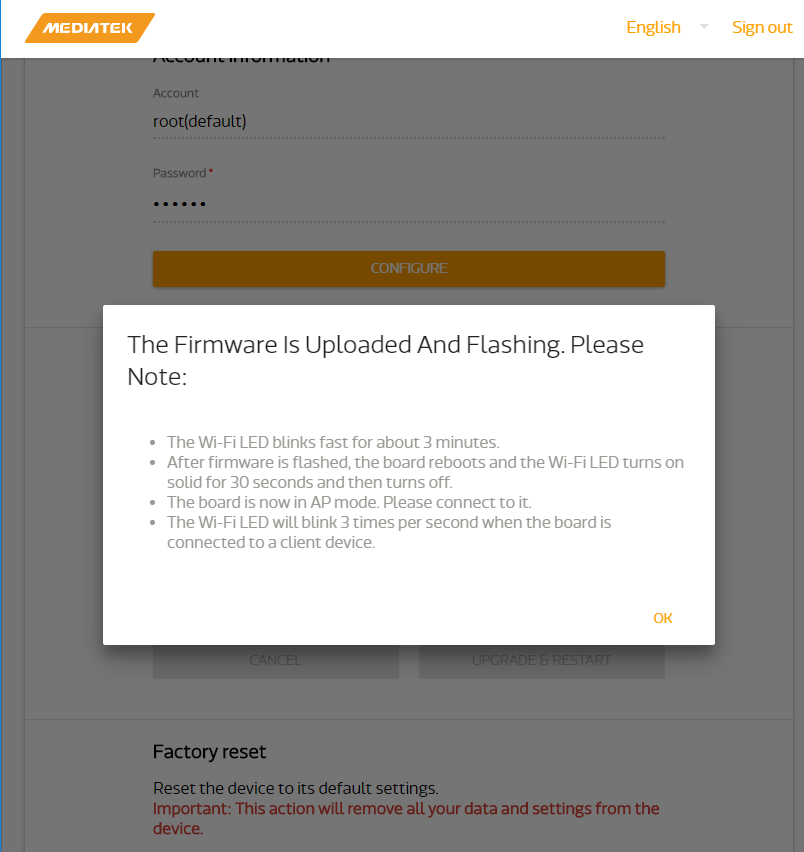 MEDIATEK
English
Sign out
Account Information
Account
root(default)
Password *
CONFIGURE
The Firmware Is Uploaded And Flashing. Please
Note:
The Wi-Fi LED blinks fast for about 3 minutes.
After firmware is flashed, the board reboots and the Wi-Fi LED turns on
solid for 30 seconds and then turns off.
The board is now in AP mode. Please connect to it.
The Wi-Fi LED will blink 3 times per second when the board is
connected to a client device.
OK
CANCEL
UPGRADE & RESTART
Factory reset
Reset the device to its default settings.
Important: This action will remove all your data and settings from the
device.